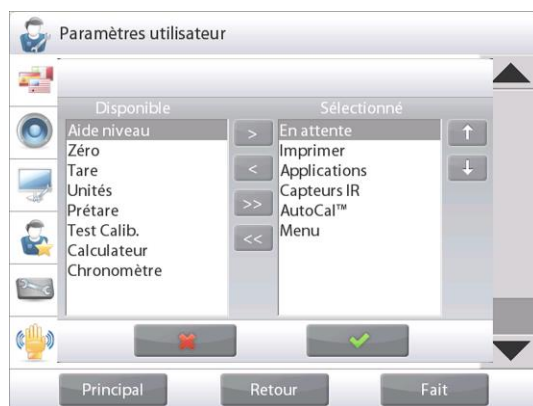 Paramètres utilisateur
Disponible
Sélectionné
Aide niveau
Zéro
Tare
Unités
Prétare
Test Calib.
Calculateur
Chronomètre
>
<
>>
<<
En attente
Imprimer
Applications
Capteurs IR
AutoCal™
Menu
Principal
Retour
Fait